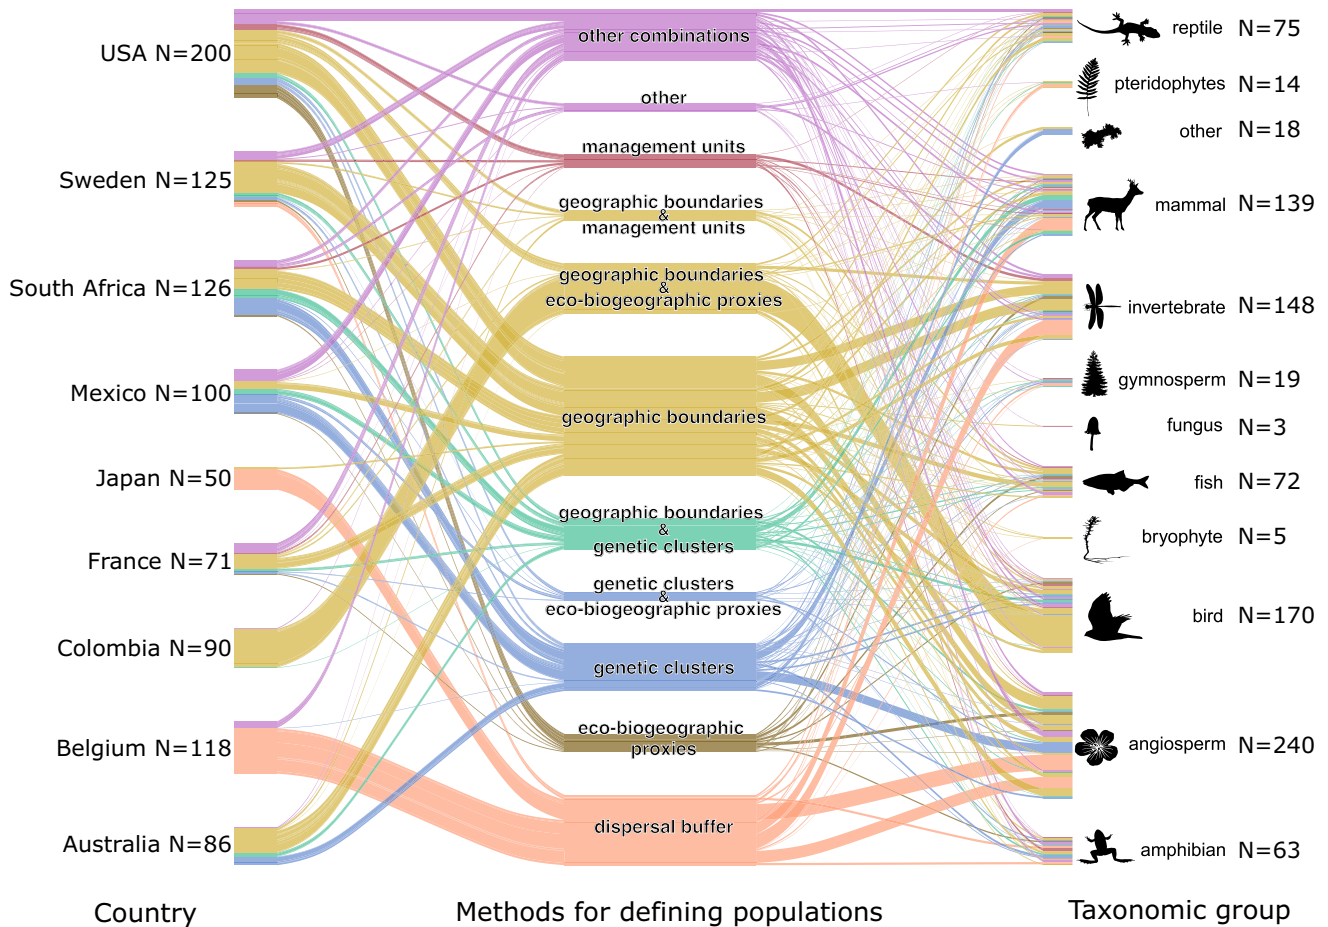 USA N=200
Sweden N=125
South Africa N=126
Mexico N=100
Japan N=50
France N=71
Colombia N=90
Belgium N=118
Australia N=86
Country
other combinations
other
management units
geographic boundaries
&
management units
geographic boundaries
&
eco-biogeographic proxies
geographic boundaries
geographic boundaries
&
genetic clusters
genetic clusters
&
eco-biogeographic proxies
genetic clusters
eco-biogeographic
proxies
dispersal buffer
Methods for defining populations
reptile N=75
pteridophytes N=14
other N=18
mammal N=139
invertebrate N=148
gymnosperm N=19
fungus N=3
fish N=72
bryophyte N=5
bird N=170
angiosperm N=240
amphibian N=63
Taxonomic group